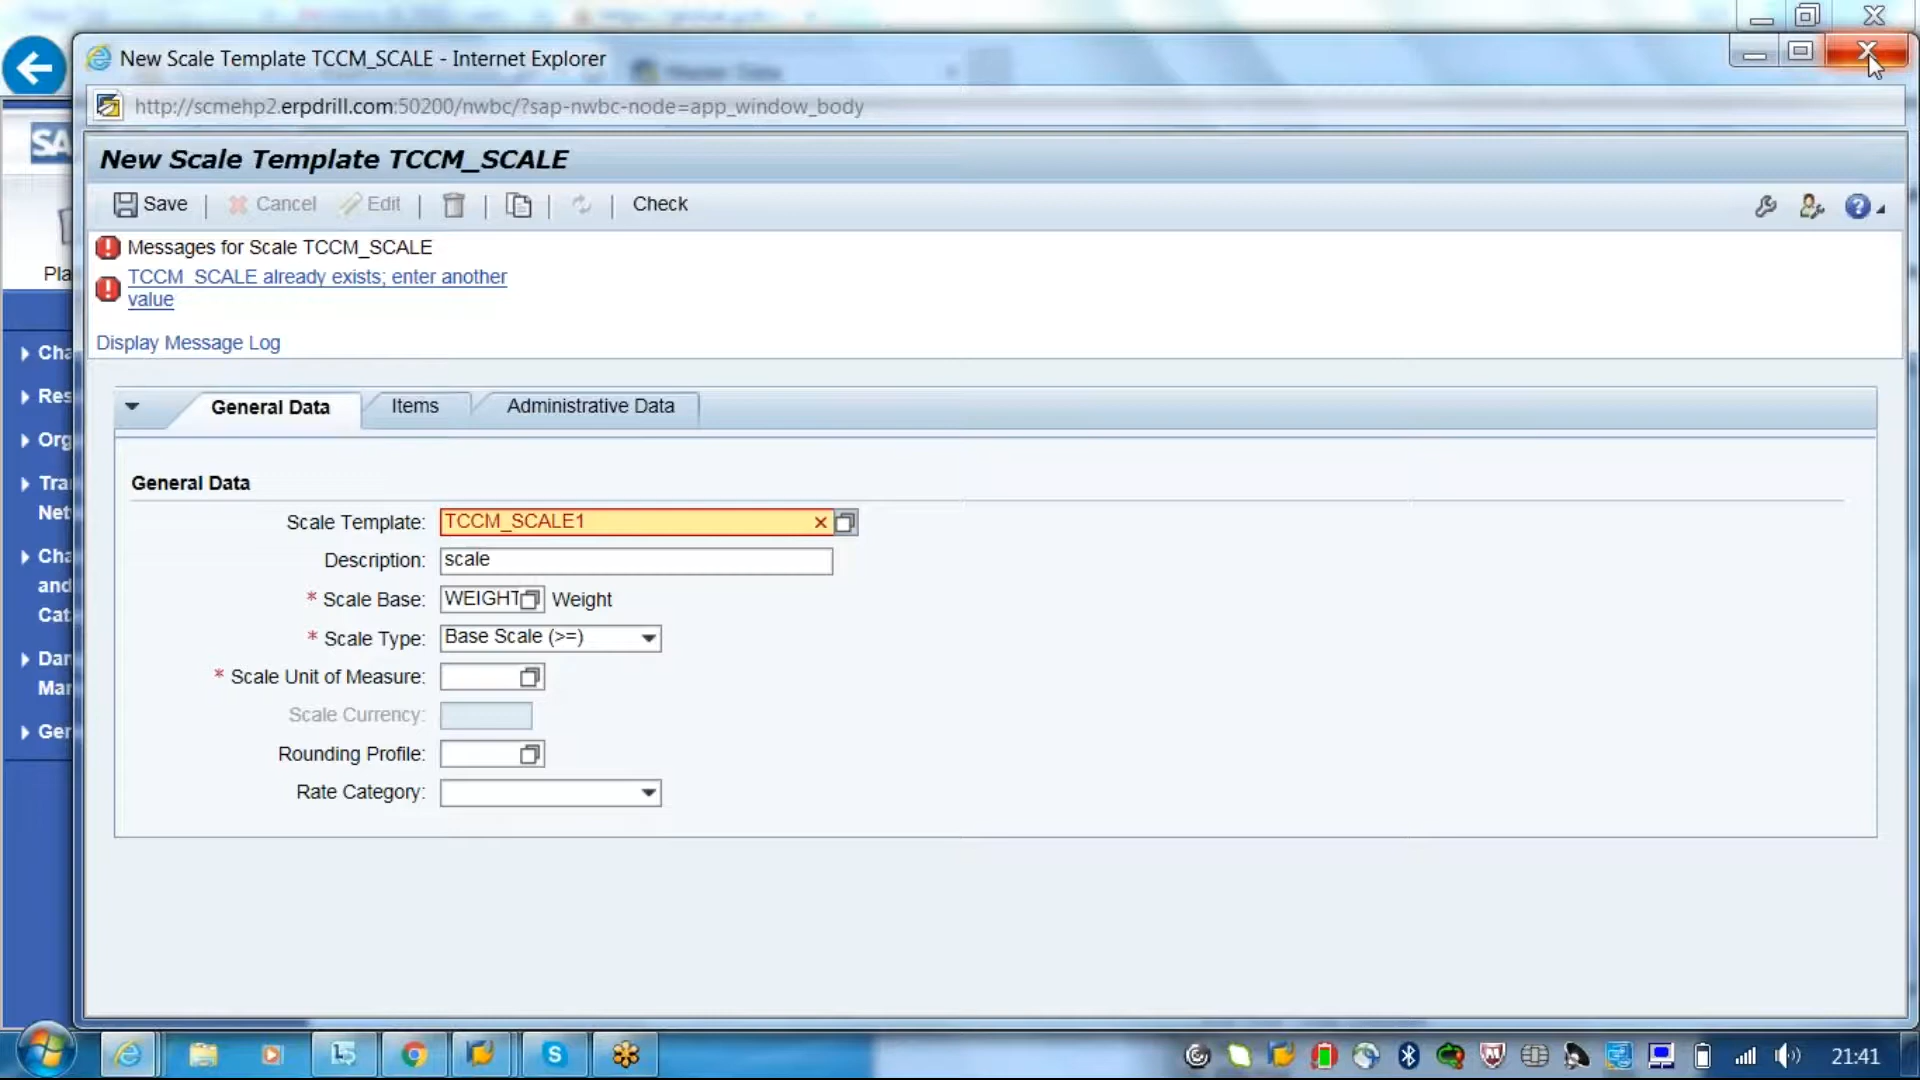 New Scale Template TCCM_SCALE - Internet Explorer
http://scmehp2.erpdrill.com:50200/nwbc/?sap-nwbc-node=app_window_body
SA
New Scale Template TCCM_SCALE
Save | Cancel Edit | | | Check
Messages for Scale TCCM_SCALE
TCCM_SCALE already exists; enter another
value
Pla
Display Message Log
Cha
Res
Org
Tra
Net
Cha
and
Cat
Dan
Mar
Ger
General Data
Items
Administrative Data
General Data
Scale Template: TCCM_SCALE1
Description: scale
* Scale Base: WEIGHT Weight
* Scale Type: Base Scale (>=)
* Scale Unit of Measure:
Scale Currency:
Rounding Profile:
Rate Category:
21:41